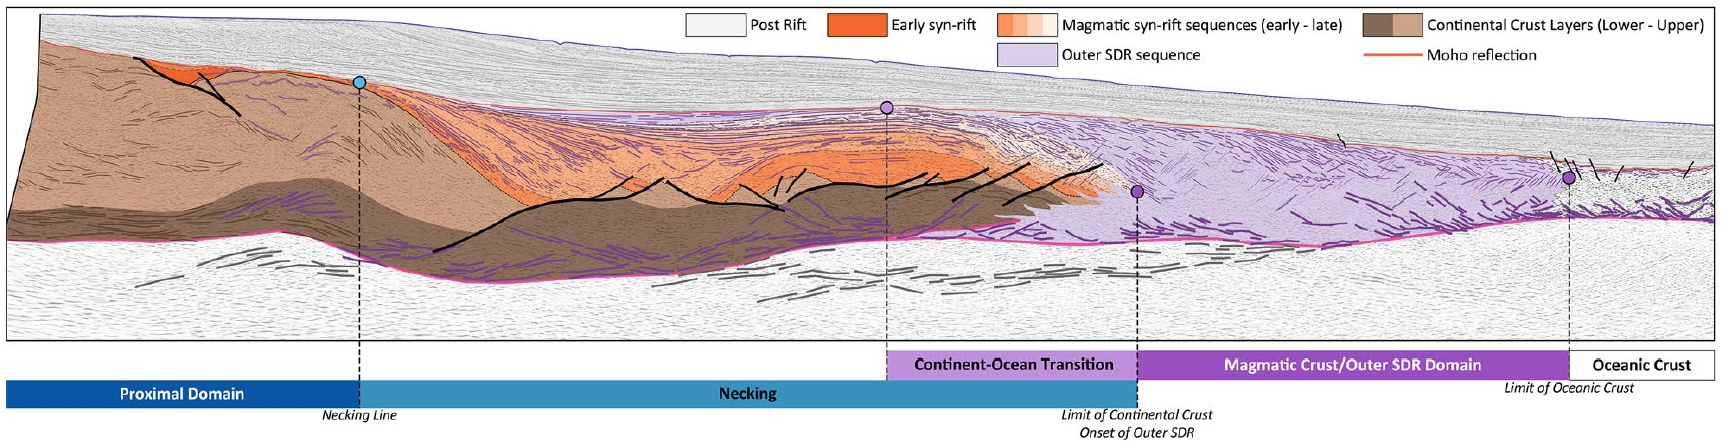 Post Rift
Early syn-rift
Magmatic syn-rift sequences (early - late)
Continental Crust Layers (Lower - Upper)
Outer SDR sequence
Moho reflection
Continent-Ocean Transition
Magmatic Crust/Outer SDR Domain
Oceanic Crust
Proximal Domain
Necking
Limit of Oceanic Crust
Necking Line
Limit of Continental Crust
Onset of Outer SDR